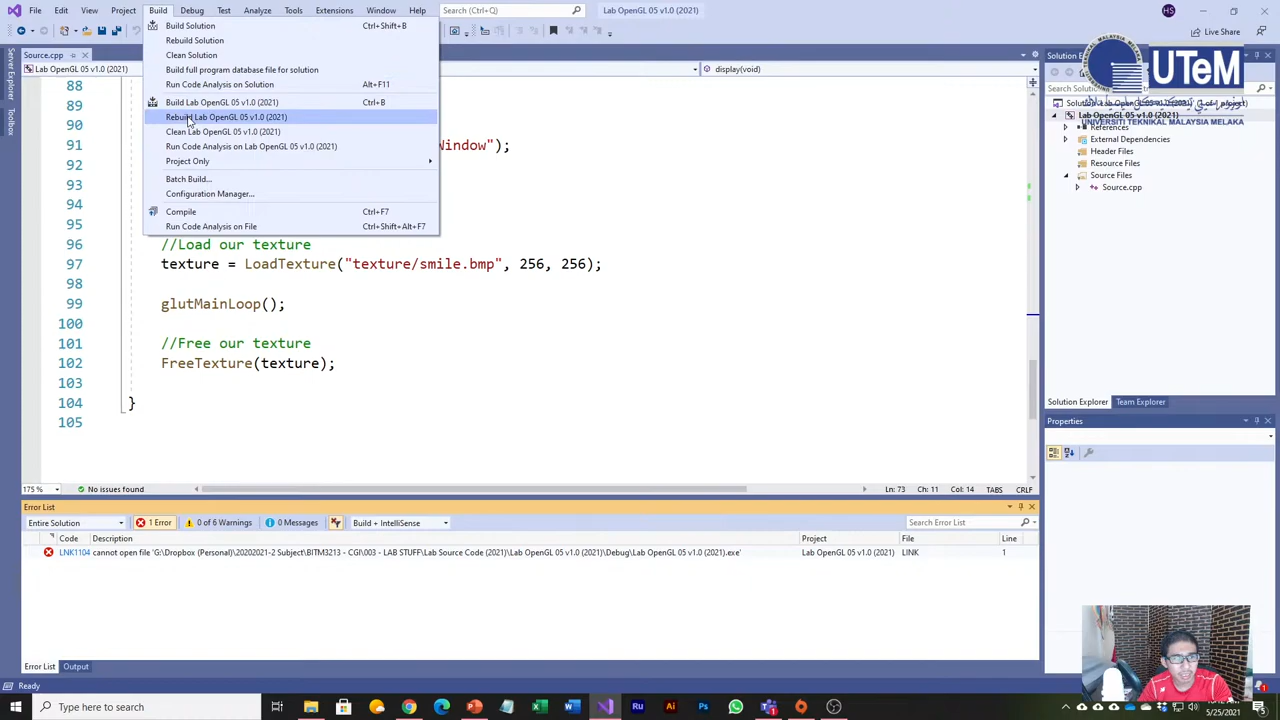 File Edit View Project Build Debug Test Analyze Tools Extensions Window Help Search (Ctrl+Q) Lab OpenGL 05 v1.0 (2021) HS
Live Share
Source.cpp
Lab OpenGL 05 v1.0 (2021) display(void)
Build Solution Ctrl+Shift+B
Rebuild Solution
Clean Solution
Build full program database file for solution
Run Code Analysis on Solution Alt+F11
Build Lab OpenGL 05 v1.0 (2021) Ctrl+B
Rebuild Lab OpenGL 05 v1.0 (2021)
Clean Lab OpenGL 05 v1.0 (2021)
Run Code Analysis on Lab OpenGL 05 v1.0 (2021)
Project Only
Batch Build...
Configuration Manager...
Compile Ctrl+F7
Run Code Analysis on File Ctrl+Shift+Alt+F7
Server Explorer
Toolbox
88
89
90
91 Window");
92
93
94
95
96 //Load our texture
97 texture = LoadTexture("texture/smile.bmp", 256, 256);
98
99 glutMainLoop();
100
101 //Free our texture
102 FreeTexture(texture);
103
104 }
105
175 % No issues found Ln: 73 Ch: 11 Col: 14 TABS CRLF
Error List
Entire Solution 1 Error 0 of 6 Warnings 0 Messages Build + IntelliSense Search Error List
Code Description Project File Line
LNK1104 cannot open file 'G:\Dropbox (Personal)\20202021-2 Subject\BITM3213 - CGI\003 - LAB STUFF\Lab Source Code (2021)\Lab OpenGL 05 v1.0 (2021)\Debug\Lab OpenGL 05 v1.0 (2021).exe' Lab OpenGL 05 v1.0 (2021) LINK 1
Error List Output
Ready
Solution Explorer
UTeM
UNIVERSITI TEKNIKAL MALAYSIA MELAKA
Lab OpenGL 05 v1.0 (2021)
References
External Dependencies
Header Files
Resource Files
Source Files
Source.cpp
Solution Explorer Team Explorer
Properties
Type here to search
5/25/2021